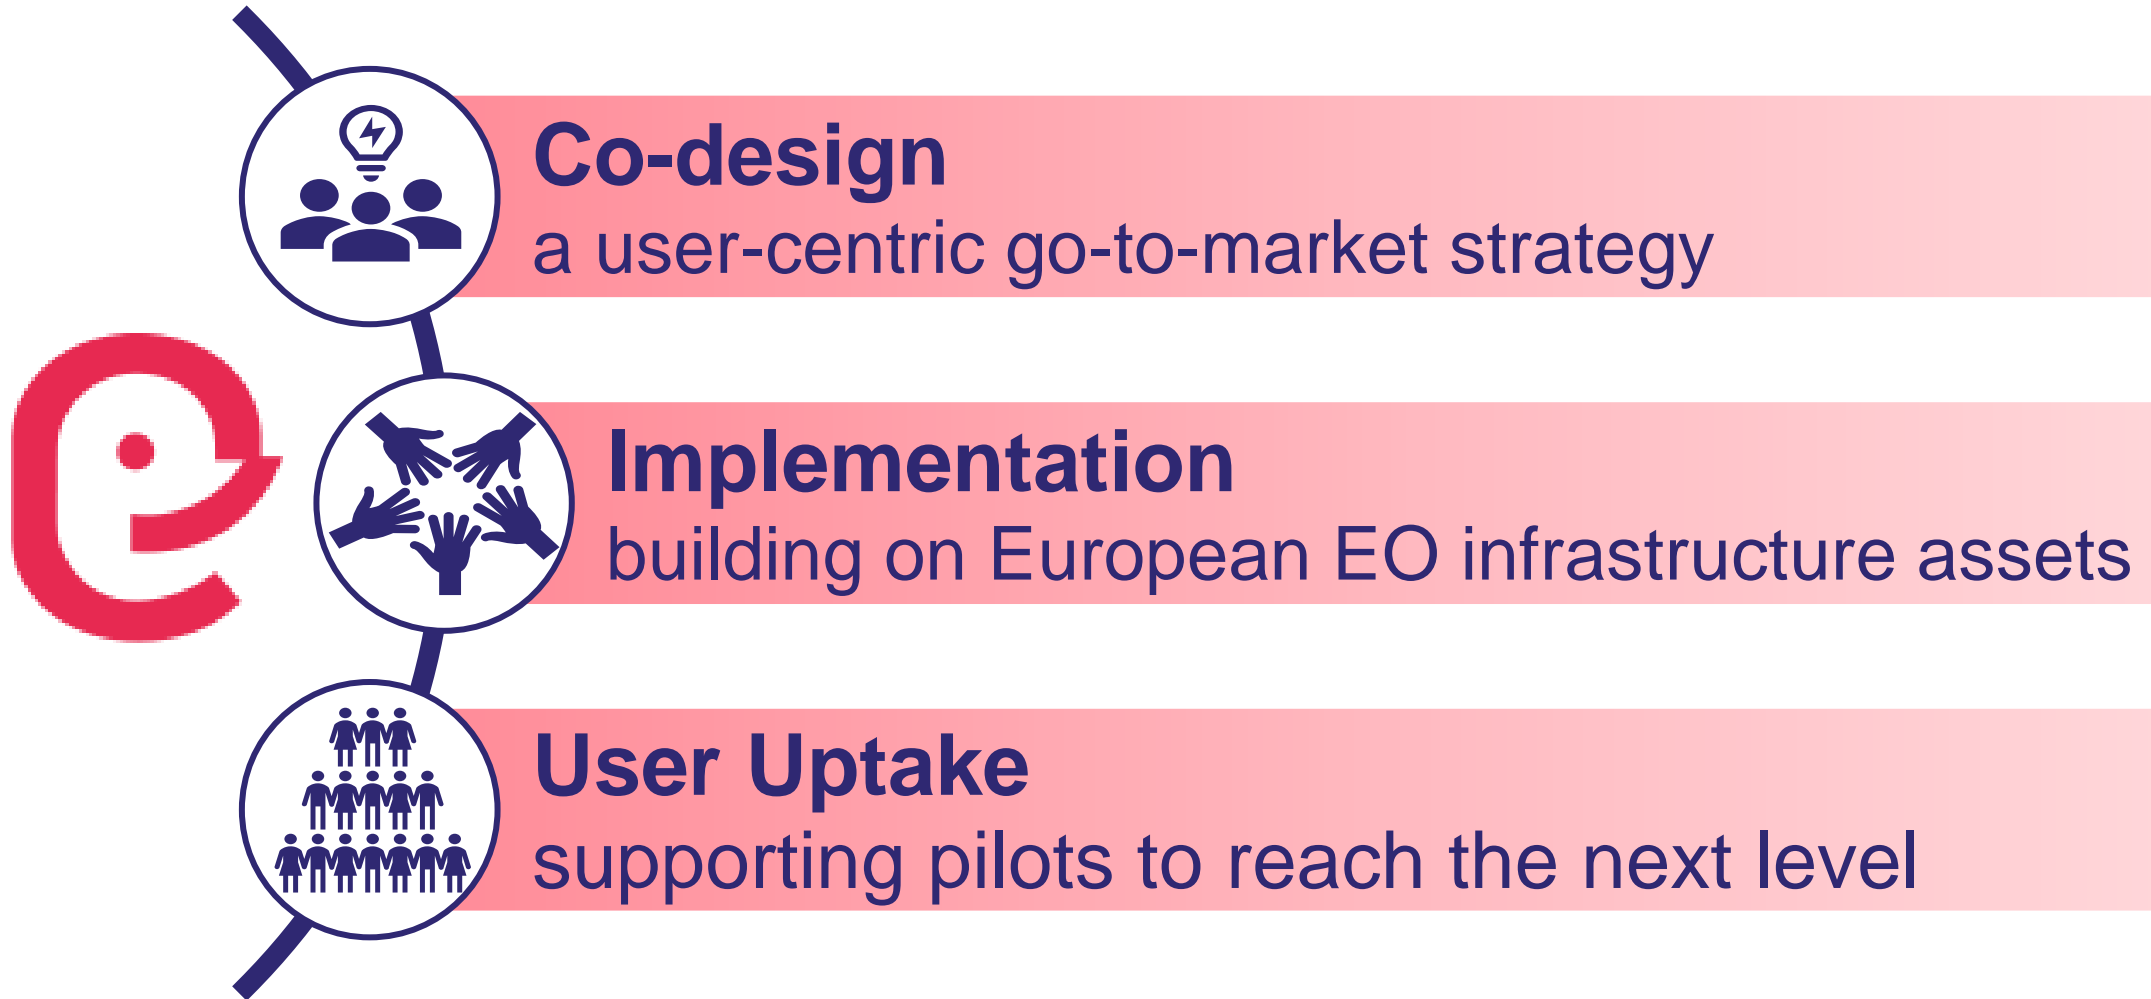 Co-design
a user-centric go-to-market strategy
Implementation
building on European EO infrastructure assets
User Uptake
supporting pilots to reach the next level